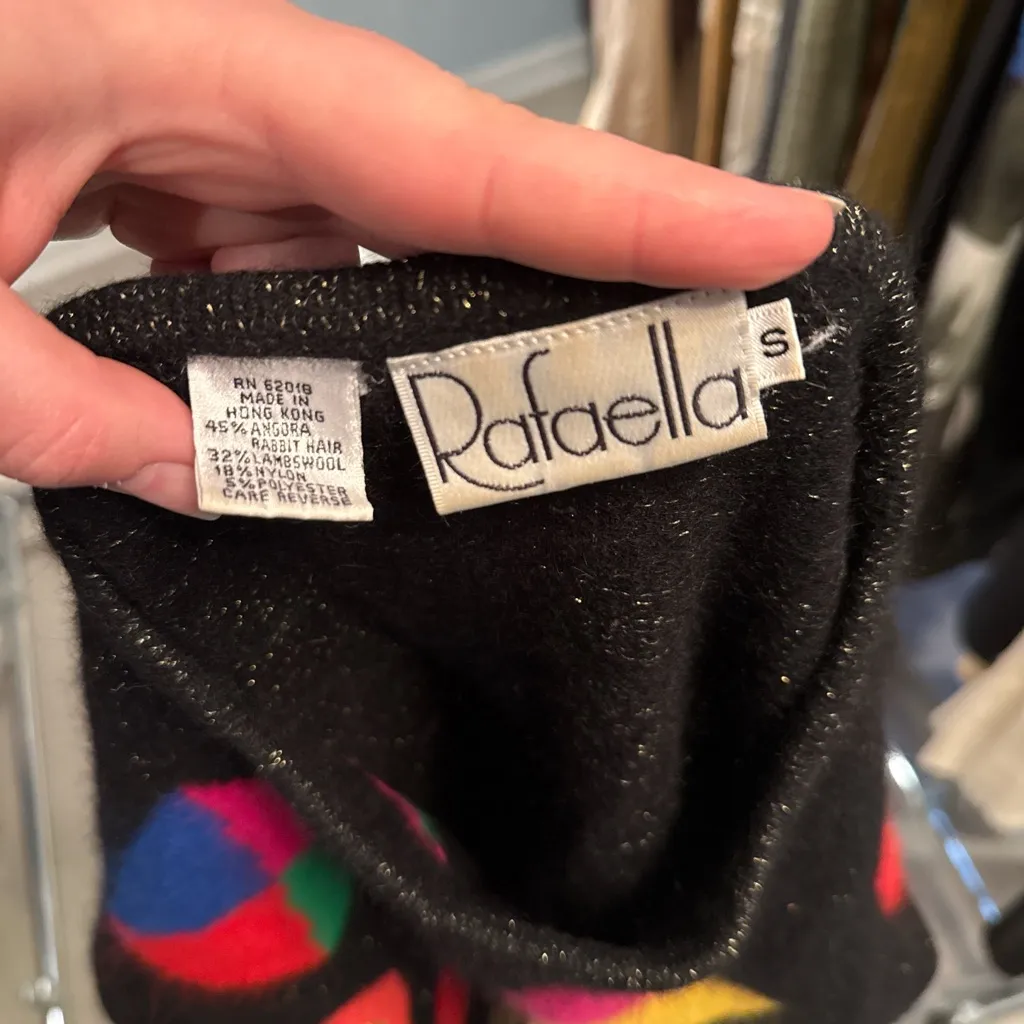 RN 62018
MADE IN
HONG KONG
45% ANGORA
RABBIT HAIR
32% LAMBSWOOL
18% NYLON
5% POLYESTER
CARE REVERSE
Rafaella
S